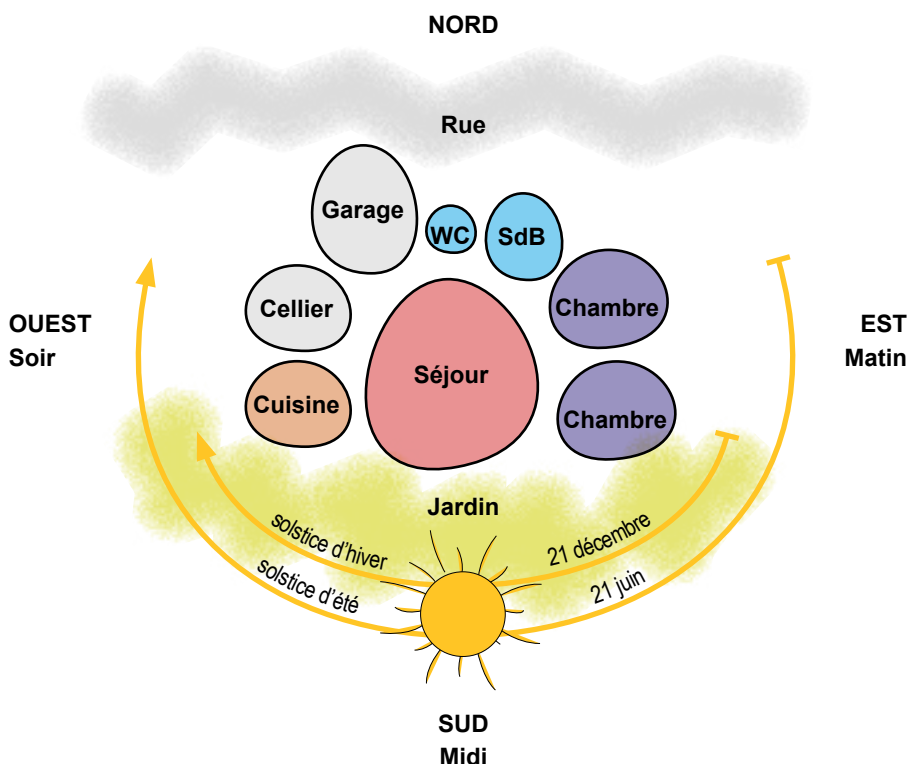 NORD
Rue
Garage
WC
SdB
Cellier
Chambre
OUEST
Soir
EST
Matin
Séjour
Cuisine
Chambre
Jardin
solstice d'hiver
21 décembre
solstice d'été
21 juin
SUD
Midi